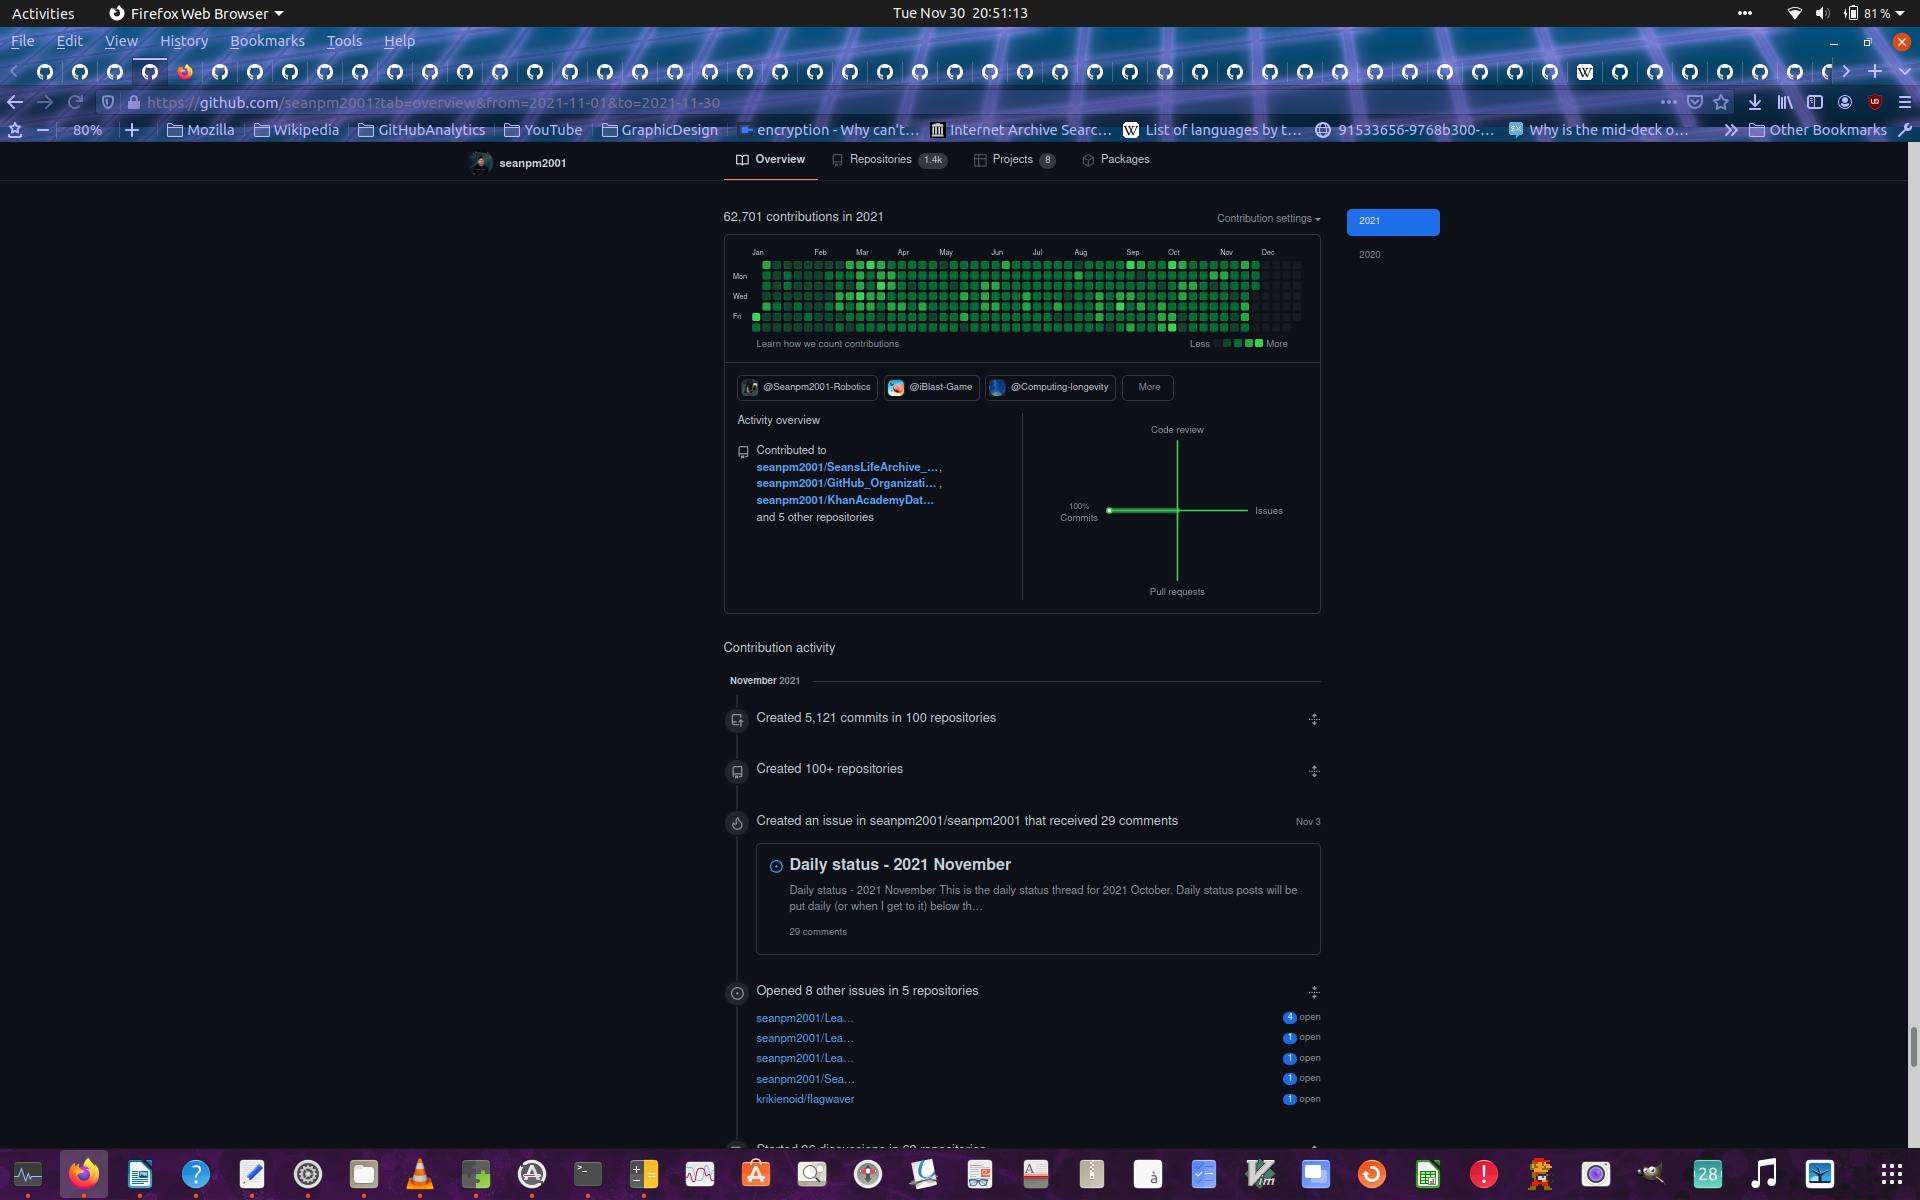 Activities
Firefox Web Browser
Tue Nov 30  20:51:13
81 %
File Edit View History Bookmarks Tools Help
https://github.com/seanpm2001?tab=overview&from=2021-11-01&to=2021-11-30
80%
Mozilla
Wikipedia
GitHubAnalytics
YouTube
GraphicDesign
encryption - Why can't…
Internet Archive Searc…
List of languages by t…
91533656-9768b300-…
Why is the mid-deck o…
Other Bookmarks
seanpm2001
Overview
Repositories 1.4k
Projects 8
Packages
62,701 contributions in 2021
Contribution settings
2021
2020
Jan Feb Mar Apr May Jun Jul Aug Sep Oct Nov Dec
Mon
Wed
Fri
Learn how we count contributions
Less More
@Seanpm2001-Robotics
@iBlast-Game
@Computing-longevity
More
Activity overview
Contributed to
seanpm2001/SeansLifeArchive_…,
seanpm2001/GitHub_Organizati… ,
seanpm2001/KhanAcademyDat…
and 5 other repositories
Code review
100%
Commits
Issues
Pull requests
Contribution activity
November 2021
Created 5,121 commits in 100 repositories
Created 100+ repositories
Created an issue in seanpm2001/seanpm2001 that received 29 comments
Nov 3
Daily status - 2021 November
Daily status - 2021 November This is the daily status thread for 2021 October. Daily status posts will be
put daily (or when I get to it) below th…
29 comments
Opened 8 other issues in 5 repositories
seanpm2001/Lea… 4 open
seanpm2001/Lea… 1 open
seanpm2001/Lea… 1 open
seanpm2001/Sea… 1 open
krikienoid/flagwaver 1 open
28